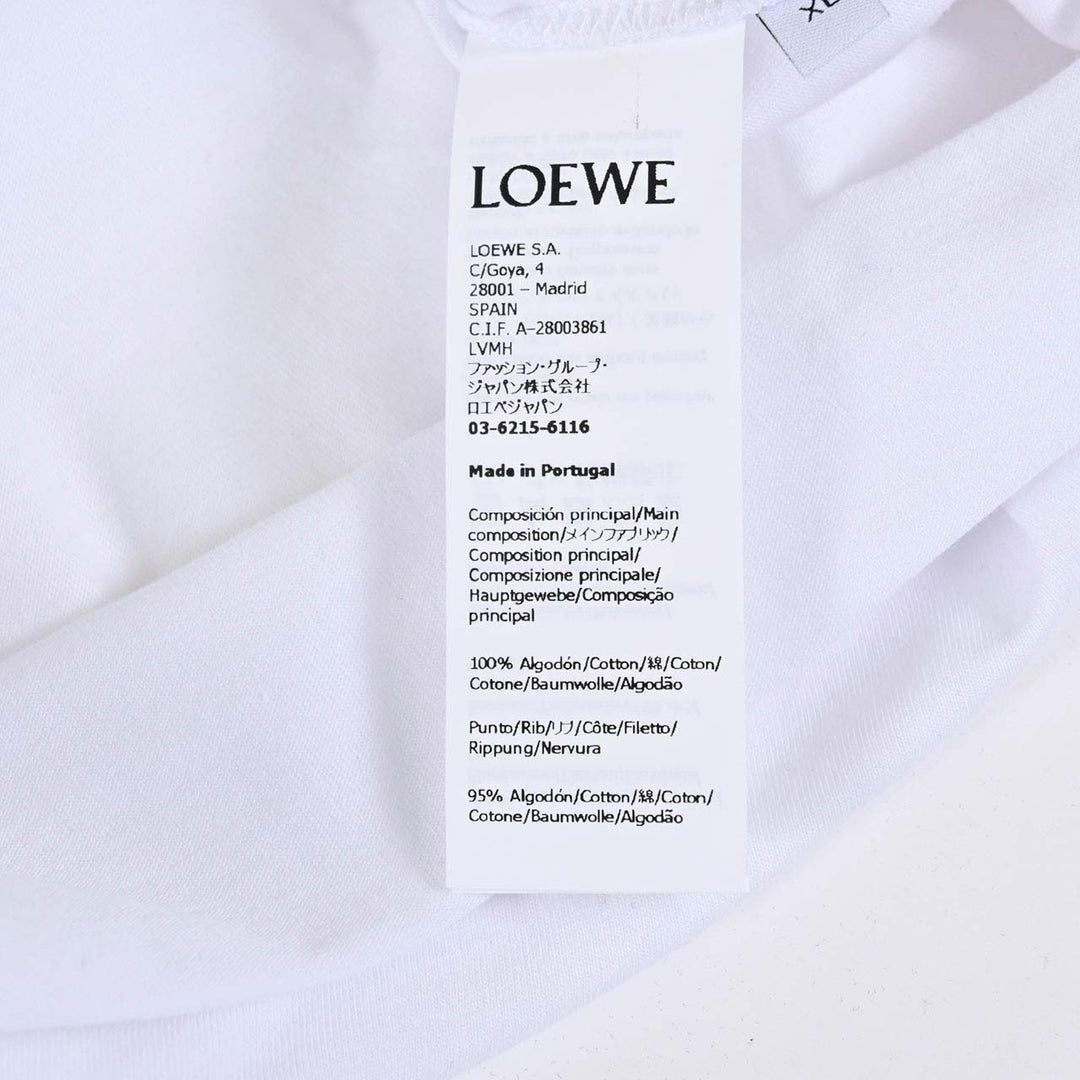 XL
LOEWE
LOEWE S.A.
C/Goya, 4
28001 – Madrid
SPAIN
C.I.F. A-28003861
LVMH
ファッション・グループ・
ジャパン株式会社
ロエベジャパン
03-6215-6116
Made in Portugal
Composición principal/Main
composition/メインファブリック/
Composition principal/
Composizione principale/
Hauptgewebe/Composição
principal
100% Algodón/Cotton/綿/Coton/
Cotone/Baumwolle/Algodão
Punto/Rib/リブ/Côte/Filetto/
Rippung/Nervura
95% Algodón/Cotton/綿/Coton/
Cotone/Baumwolle/Algodão